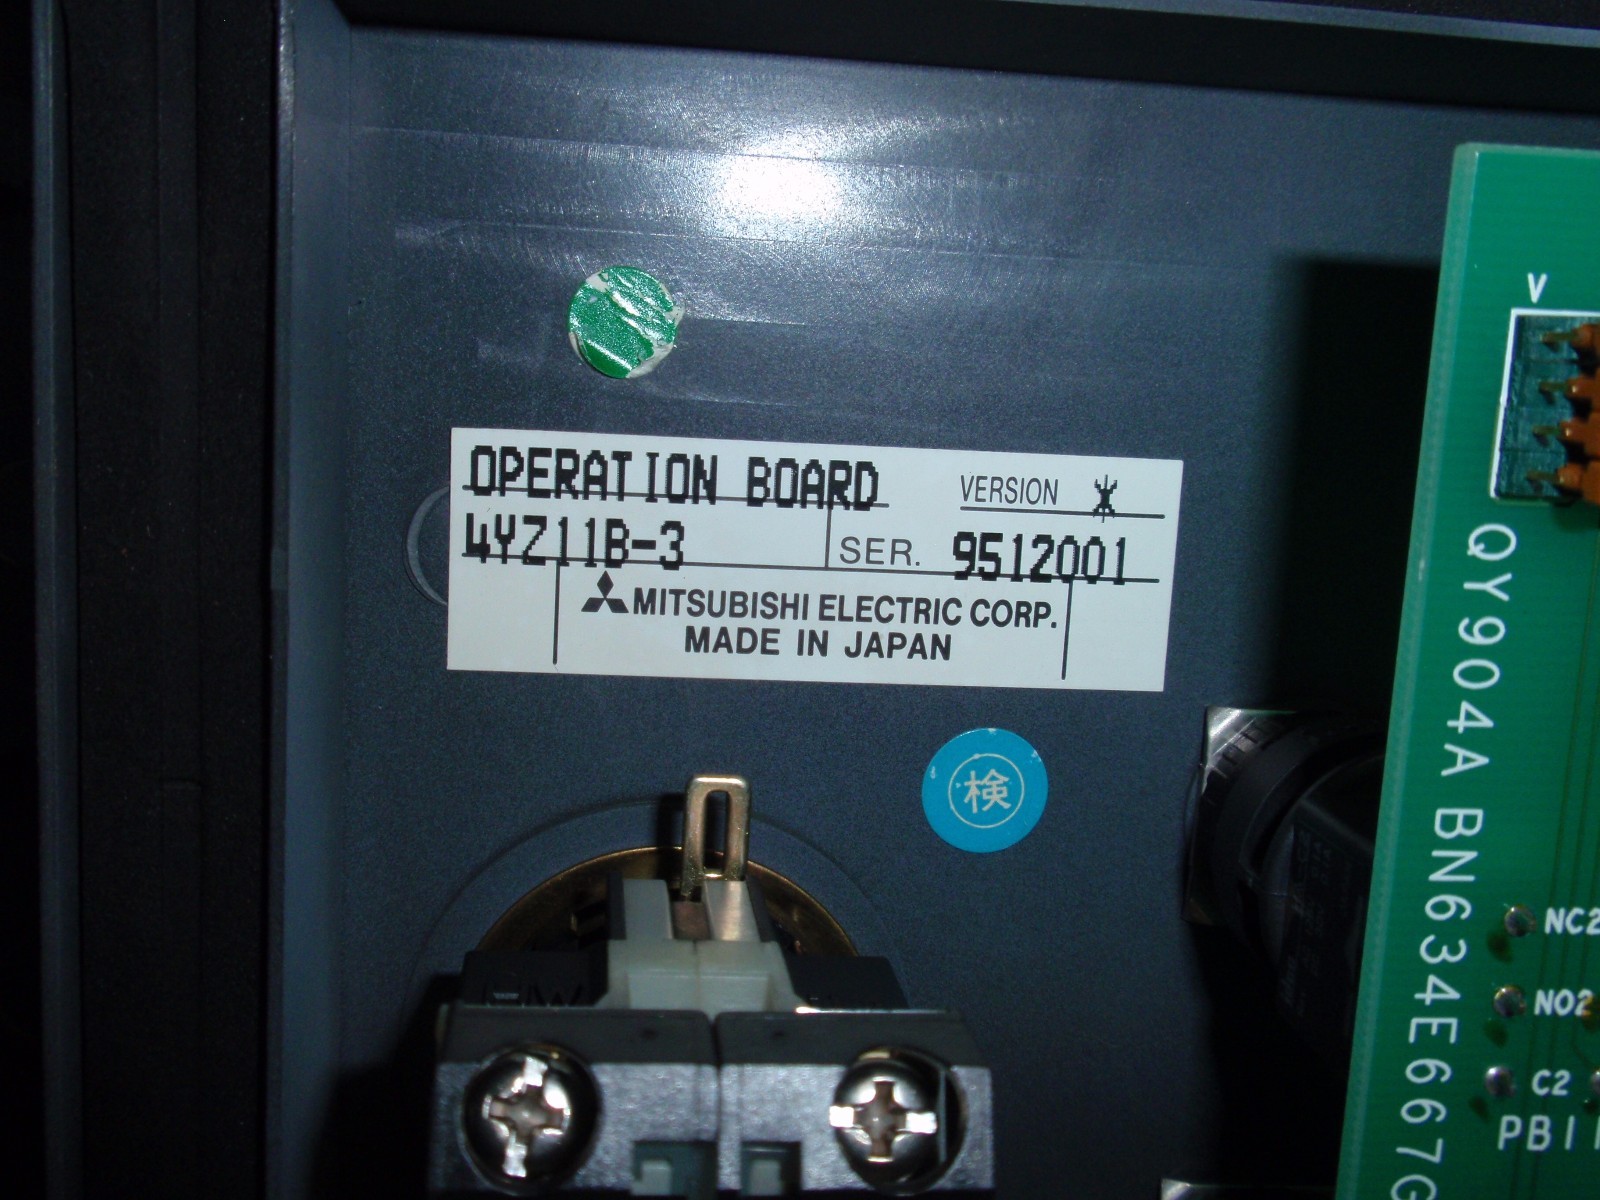 OPERATION BOARD VERSION
4YZ11B-3 SER. 9512001
MITSUBISHI ELECTRIC CORP.
MADE IN JAPAN
検
V
QY904A BN634E667G
NC2
NO2
C2
PB1